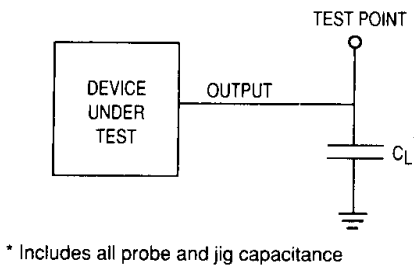 TEST POINT
DEVICE
UNDER
TEST
OUTPUT
CL
* Includes all probe and jig capacitance